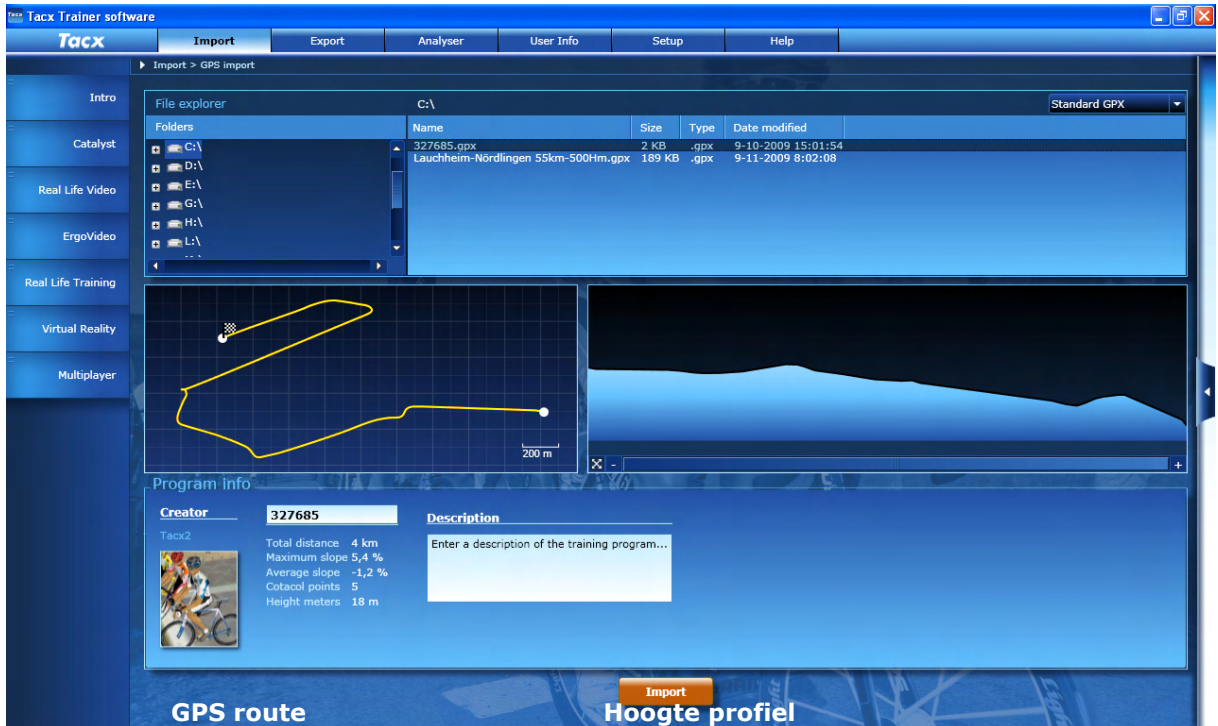 Tacx Trainer software
Tacx Import Export Analyser User Info Setup Help
Import > GPS import
Intro
Catalyst
Real Life Video
ErgoVideo
Real Life Training
Virtual Reality
Multiplayer
File explorer C:\ Standard GPX
Folders Name Size Type Date modified
C:\ 327685.gpx 2 KB .gpx 9-10-2009 15:01:54
D:\ Lauchheim-Nördlingen 55km-500Hm.gpx 189 KB .gpx 9-11-2009 8:02:08
E:\
G:\
H:\
L:\
200 m
- +
Program info
Creator 327685 Description
Tacx2
Total distance 4 km Enter a description of the training program...
Maximum slope 5,4 %
Average slope -1,2 %
Cotacol points 5
Height meters 18 m
Import
GPS route Hoogte profiel